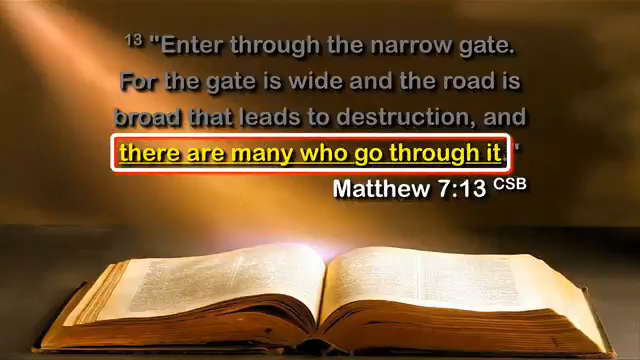 13 "Enter through the narrow gate.
For the gate is wide and the road is
broad that leads to destruction, and
there are many who go through it."
Matthew 7:13 CSB